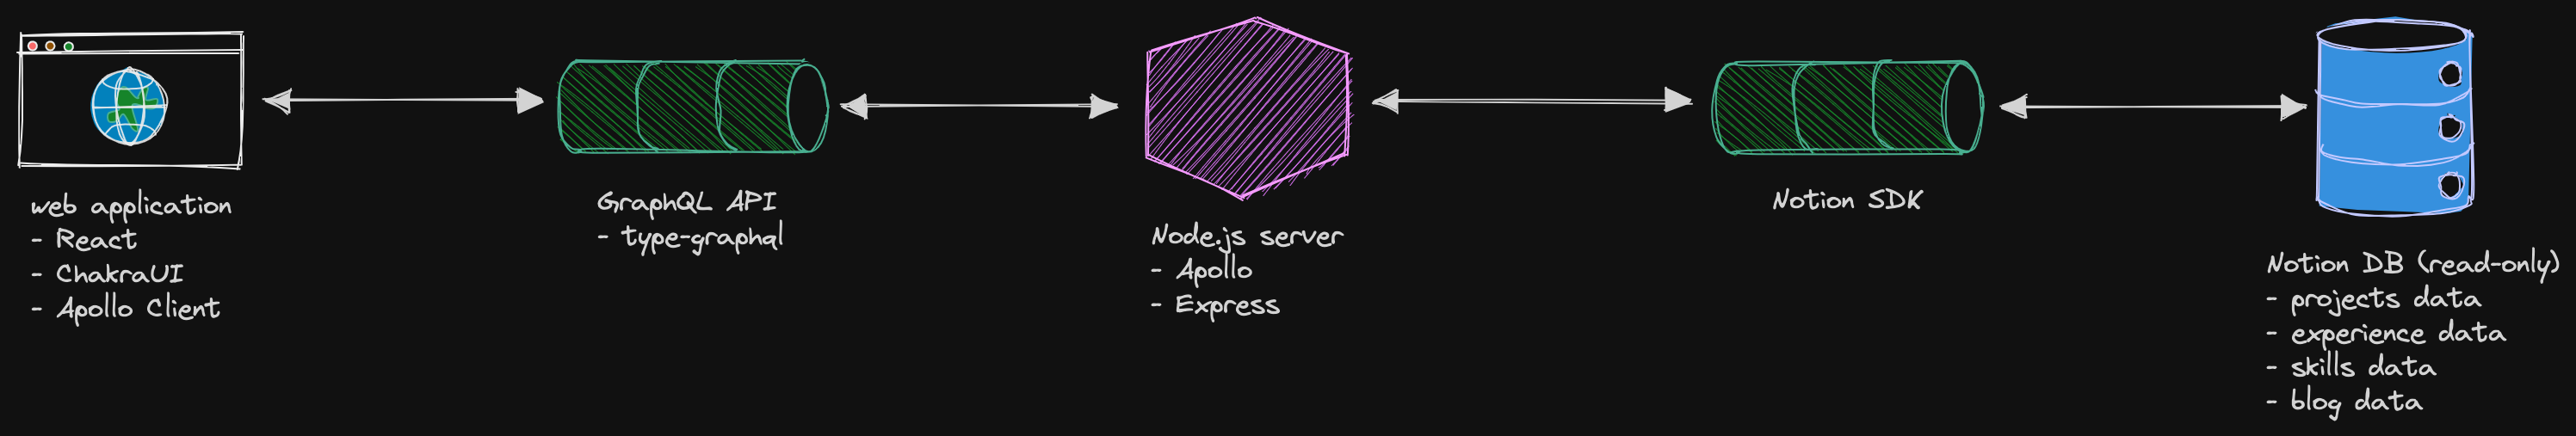 web application
- React
- ChakraUI
- Apollo Client
GraphQL API
- type-graphql
Node.js server
- Apollo
- Express
Notion SDK
Notion DB (read-only)
- projects data
- experience data
- skills data
- blog data